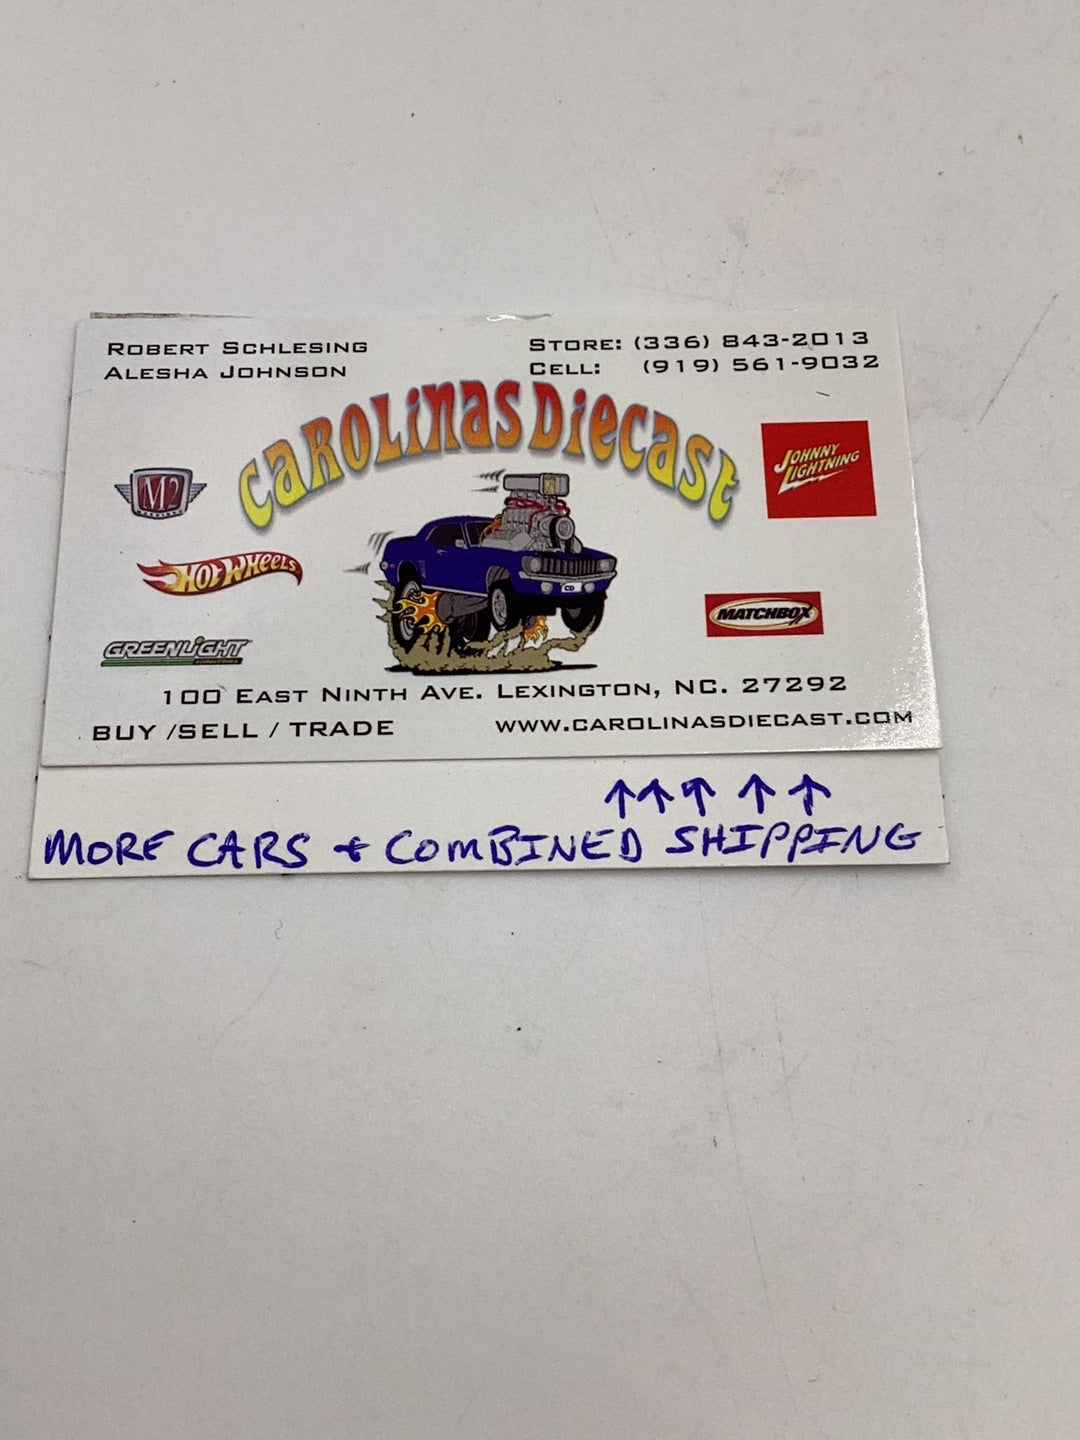 ROBERT SCHLESING
ALESHA JOHNSON
STORE: (336) 843-2013
CELL: (919) 561-9032
CAROLINAS DIECAST
M2
JOHNNY LIGHTNING
HOT WHEELS
CD
MATCHBOX
GREENLIGHT
100 EAST NINTH AVE. LEXINGTON, NC. 27292
BUY /SELL / TRADE
WWW.CAROLINASDIECAST.COM
↑↑↑ ↑ ↑
MORE CARS + COMBINED SHIPPING